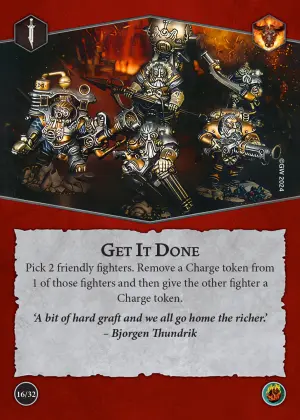 ©GW 2024
GET IT DONE
Pick 2 friendly fighters. Remove a Charge token from
1 of those fighters and then give the other fighter a
Charge token.
‘A bit of hard graft and we all go home the richer.’
– Bjorgen Thundrik
16/32